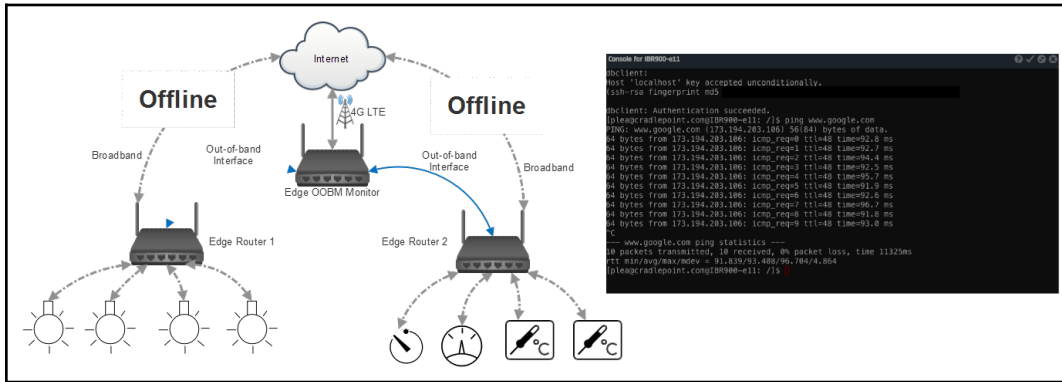 Internet
Offline
Offline
4G LTE
Broadband
Out-of-band
Interface
Out-of-band
Interface
Broadband
Edge OOBM Monitor
Edge Router 1
Edge Router 2
°C
°C
Console for IBR900-e11
dbclient:
Host 'localhost' key accepted unconditionally.
(ssh-rsa fingerprint md5
dbclient: Authentication succeeded.
[plea@cradlepoint.com@IBR900-e11: /]$ ping www.google.com
PING: www.google.com (173.194.203.106) 56(84) bytes of data.
64 bytes from 173.194.203.106: icmp_req=0 ttl=48 time=92.8 ms
64 bytes from 173.194.203.106: icmp_req=1 ttl=48 time=92.7 ms
64 bytes from 173.194.203.106: icmp_req=2 ttl=48 time=94.4 ms
64 bytes from 173.194.203.106: icmp_req=3 ttl=48 time=92.5 ms
64 bytes from 173.194.203.106: icmp_req=4 ttl=48 time=95.7 ms
64 bytes from 173.194.203.106: icmp_req=5 ttl=48 time=91.9 ms
64 bytes from 173.194.203.106: icmp_req=6 ttl=48 time=92.6 ms
64 bytes from 173.194.203.106: icmp_req=7 ttl=48 time=96.7 ms
64 bytes from 173.194.203.106: icmp_req=8 ttl=48 time=91.8 ms
64 bytes from 173.194.203.106: icmp_req=9 ttl=48 time=93.0 ms
^C
--- www.google.com ping statistics ---
10 packets transmitted, 10 received, 0% packet loss, time 11325ms
rtt min/avg/max/mdev = 91.839/93.408/96.704/4.864
[plea@cradlepoint.com@IBR900-e11: /]$